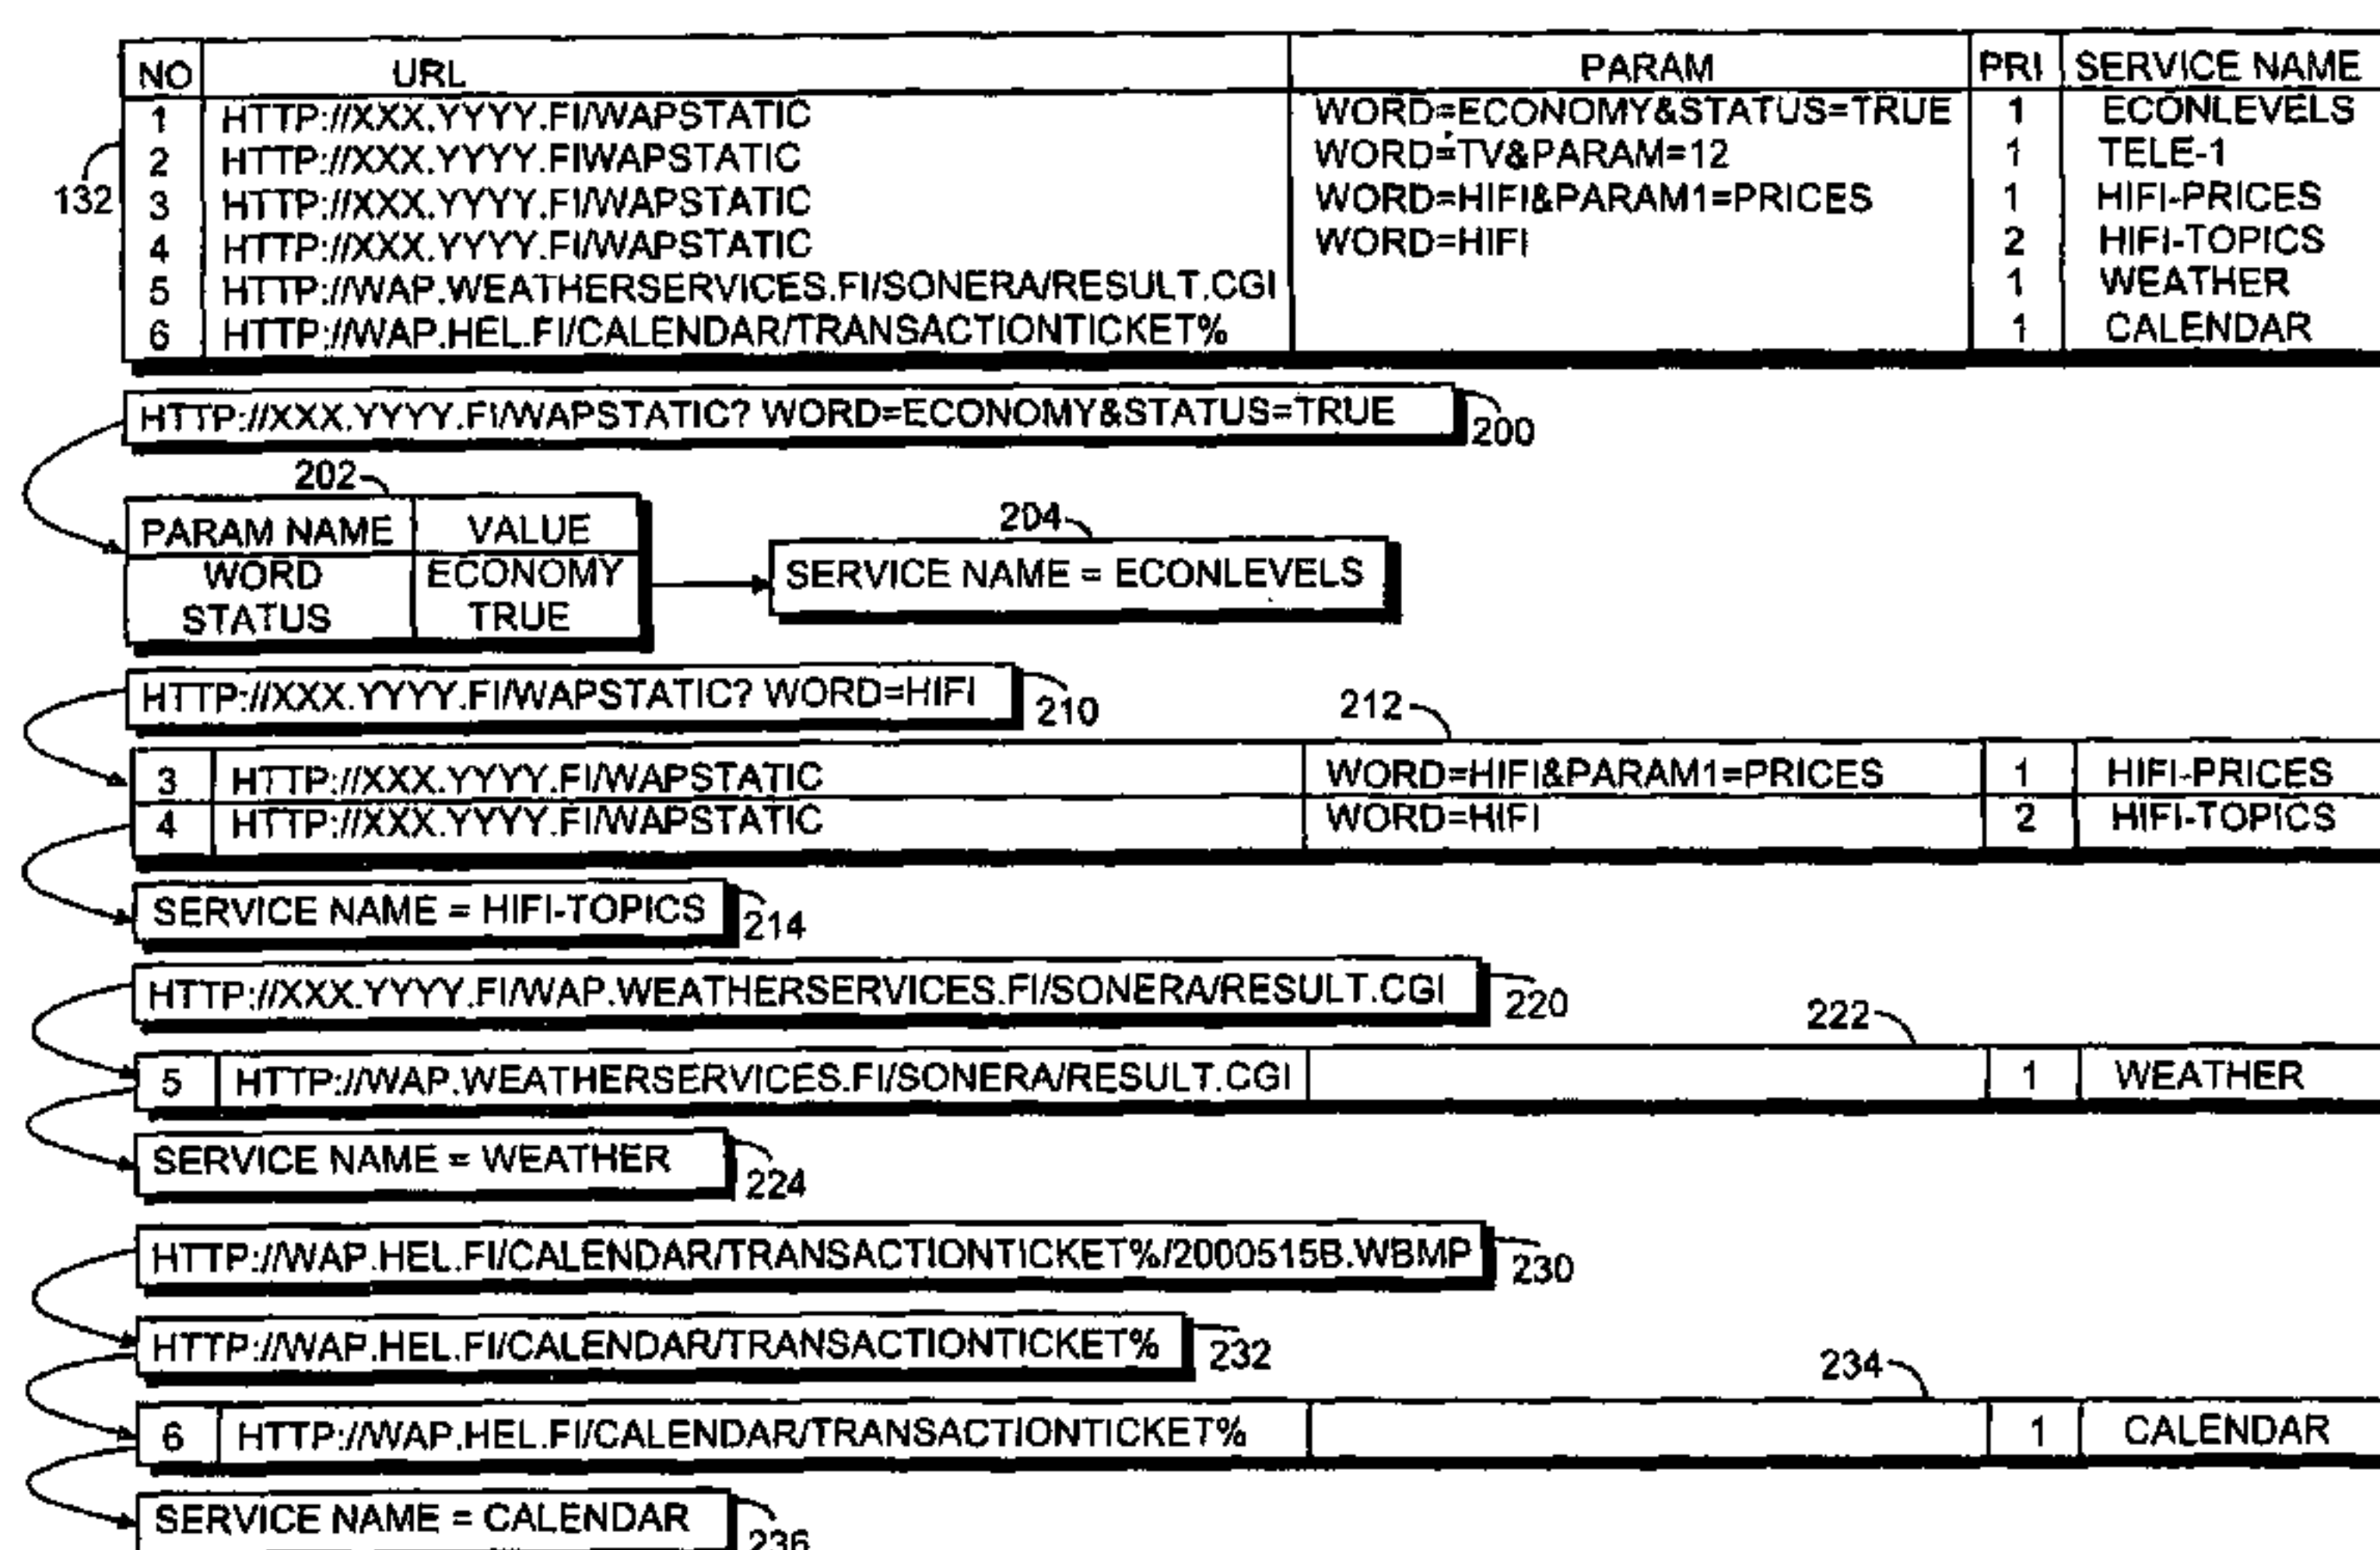 NO URL PARAM PRI SERVICE NAME
1 HTTP://XXX.YYYY.FI/WAPSTATIC WORD=ECONOMY&STATUS=TRUE 1 ECONLEVELS
2 HTTP://XXX.YYYY.FIWAPSTATIC WORD=TV&PARAM=12 1 TELE-1
132 3 HTTP://XXX.YYYY.FI/WAPSTATIC WORD=HIFI&PARAM1=PRICES 1 HIFI-PRICES
4 HTTP://XXX.YYYY.FI/WAPSTATIC WORD=HIFI 2 HIFI-TOPICS
5 HTTP://WAP.WEATHERSERVICES.FI/SONERA/RESULT.CGI 1 WEATHER
6 HTTP://WAP.HEL.FI/CALENDAR/TRANSACTIONTICKET% 1 CALENDAR
HTTP://XXX.YYYY.FI/WAPSTATIC? WORD=ECONOMY&STATUS=TRUE 200
202
PARAM NAME VALUE
WORD ECONOMY
STATUS TRUE
204
SERVICE NAME = ECONLEVELS
HTTP://XXX.YYYY.FI/WAPSTATIC? WORD=HIFI 210
212
3 HTTP://XXX.YYYY.FI/WAPSTATIC WORD=HIFI&PARAM1=PRICES 1 HIFI-PRICES
4 HTTP://XXX.YYYY.FI/WAPSTATIC WORD=HIFI 2 HIFI-TOPICS
SERVICE NAME = HIFI-TOPICS 214
HTTP://XXX.YYYY.FI/WAP.WEATHERSERVICES.FI/SONERA/RESULT.CGI 220
222
5 HTTP://WAP.WEATHERSERVICES.FI/SONERA/RESULT.CGI 1 WEATHER
SERVICE NAME = WEATHER 224
HTTP://WAP.HEL.FI/CALENDAR/TRANSACTIONTICKET%/2000515B.WBMP 230
HTTP://WAP.HEL.FI/CALENDAR/TRANSACTIONTICKET% 232
234
6 HTTP://WAP.HEL.FI/CALENDAR/TRANSACTIONTICKET% 1 CALENDAR
SERVICE NAME = CALENDAR 236